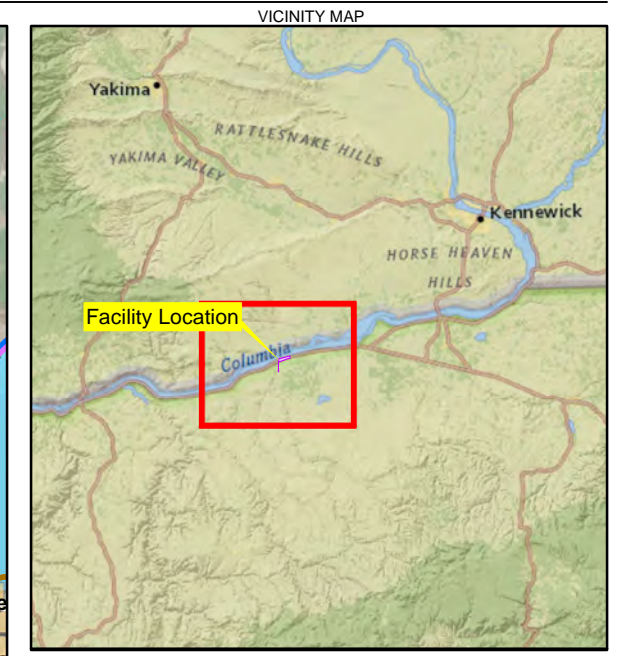 VICINITY MAP
Yakima
RATTLESNAKE HILLS
YAKIMA VALLEY
Kennewick
HORSE HEAVEN
HILLS
Facility Location
Columbia
e